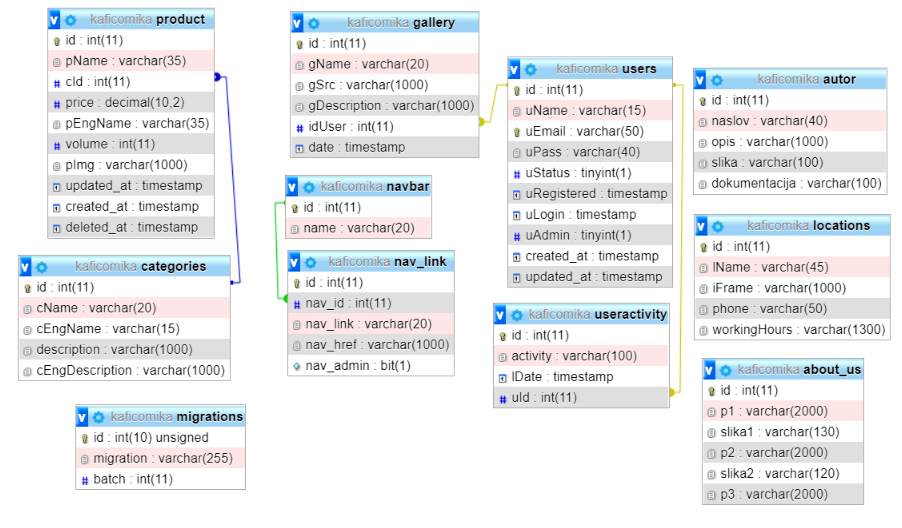 kaficomika product
id : int(11)
pName : varchar(35)
cId : int(11)
price : decimal(10,2)
pEngName : varchar(35)
volume : int(11)
pImg : varchar(1000)
updated_at : timestamp
created_at : timestamp
deleted_at : timestamp
kaficomika categories
id : int(11)
cName : varchar(20)
cEngName : varchar(15)
description : varchar(1000)
cEngDescription : varchar(1000)
kaficomika migrations
id : int(10) unsigned
migration : varchar(255)
batch : int(11)
kaficomika gallery
id : int(11)
gName : varchar(20)
gSrc : varchar(1000)
gDescription : varchar(1000)
idUser : int(11)
date : timestamp
kaficomika navbar
id : int(11)
name : varchar(20)
kaficomika nav_link
id : int(11)
nav_id : int(11)
nav_link : varchar(20)
nav_href : varchar(1000)
nav_admin : bit(1)
kaficomika users
id : int(11)
uName : varchar(15)
uEmail : varchar(50)
uPass : varchar(40)
uStatus : tinyint(1)
uRegistered : timestamp
uLogin : timestamp
uAdmin : tinyint(1)
created_at : timestamp
updated_at : timestamp
kaficomika useractivity
id : int(11)
activity : varchar(100)
lDate : timestamp
uId : int(11)
kaficomika autor
id : int(11)
naslov : varchar(40)
opis : varchar(1000)
slika : varchar(100)
dokumentacija : varchar(100)
kaficomika locations
id : int(11)
lName : varchar(45)
iFrame : varchar(1000)
phone : varchar(50)
workingHours : varchar(1300)
kaficomika about_us
id : int(11)
p1 : varchar(2000)
slika1 : varchar(130)
p2 : varchar(2000)
slika2 : varchar(120)
p3 : varchar(2000)